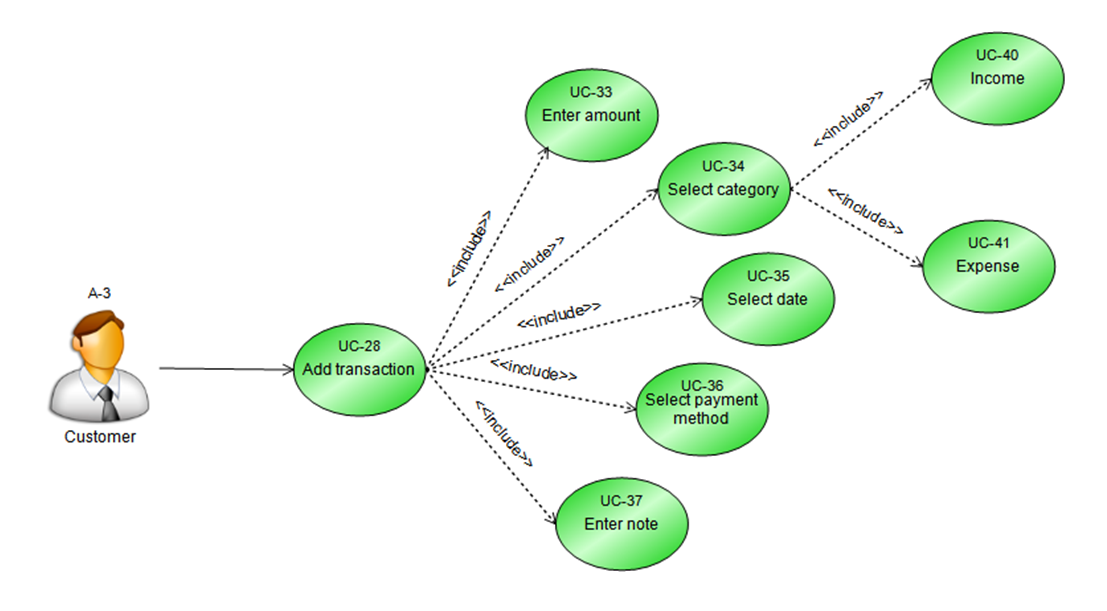 A-3
Customer
UC-28
Add transaction
<<include>>
UC-33
Enter amount
<<include>>
UC-34
Select category
<<include>>
UC-35
Select date
<<include>>
UC-36
Select payment
method
<<include>>
UC-37
Enter note
<<include>>
UC-40
Income
<<include>>
UC-41
Expense